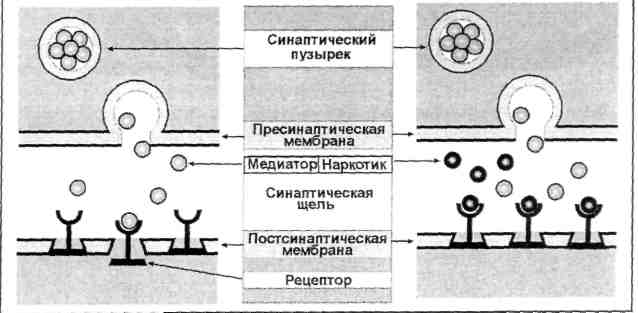 Синаптический
пузырек
Пресинаптическая
мембрана
Медиатор Наркотик
Синаптическая
щель
Постсинаптическая
мембрана
Рецептор